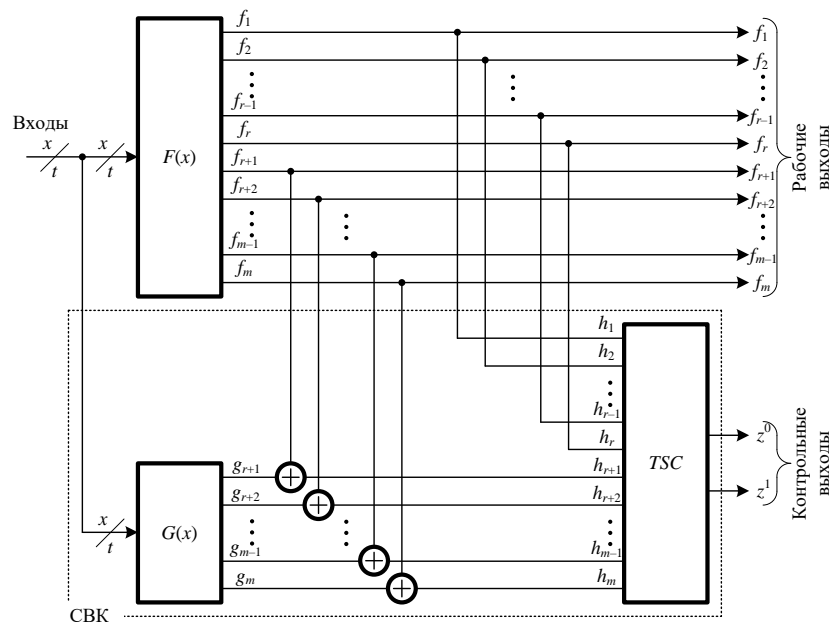 f1
f2
fr–1
fr
fr+1
fr+2
fm–1
fm
f1
f2
fr–1
fr
fr+1
fr+2
fm–1
fm
Рабочие
выходы
Входы
x
t
x
t
F(x)
h1
h2
hr–1
hr
hr+1
hr+2
hm–1
hm
TSC
z0
z1
Контрольные
выходы
gr+1
gr+2
gm–1
gm
x
t
G(x)
СВК